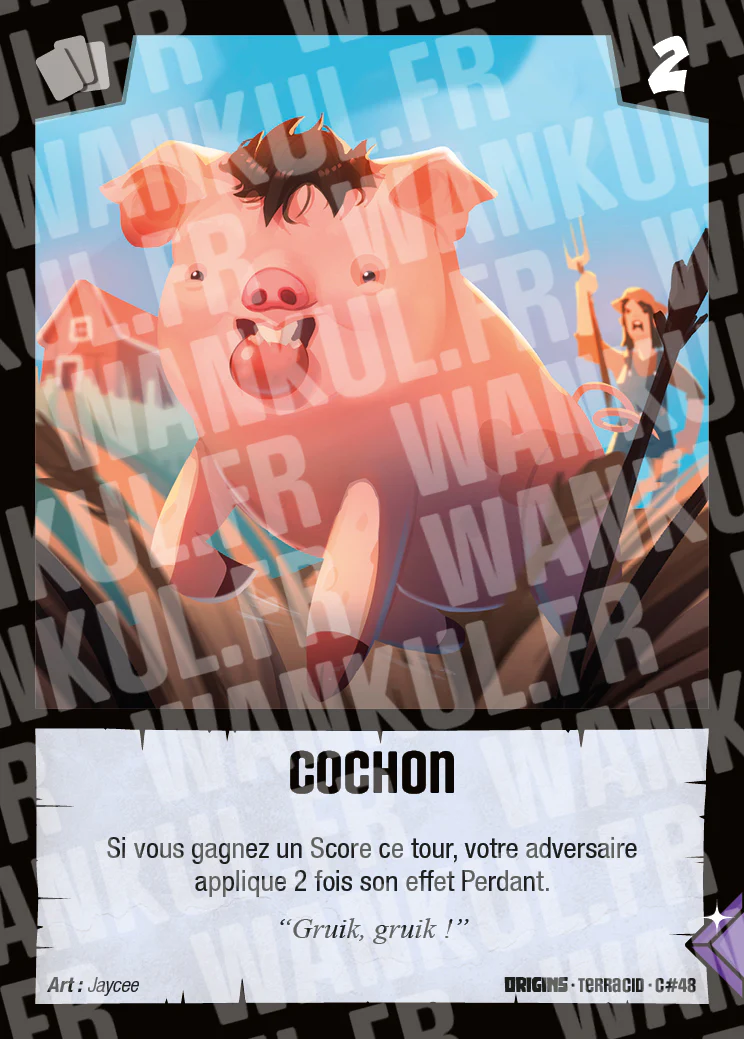 2
COCHON
Si vous gagnez un Score ce tour, votre adversaire
applique 2 fois son effet Perdant.
“Gruik, gruik !”
Art : Jaycee
ORIGINS · TERRACID · C#48
WANKUL.FR